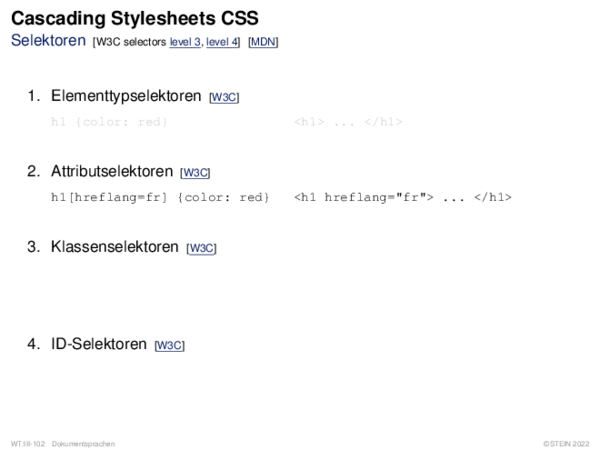 Cascading Stylesheets CSS
Selektoren [W3C selectors level 3, level 4] [MDN]
1. Elementtypselektoren [W3C]
h1 {color: red} <h1> ... </h1>
2. Attributselektoren [W3C]
h1[hreflang=fr] {color: red} <h1 hreflang="fr"> ... </h1>
3. Klassenselektoren [W3C]
4. ID-Selektoren [W3C]
WT:III-102 Dokumentsprachen ©STEIN 2022